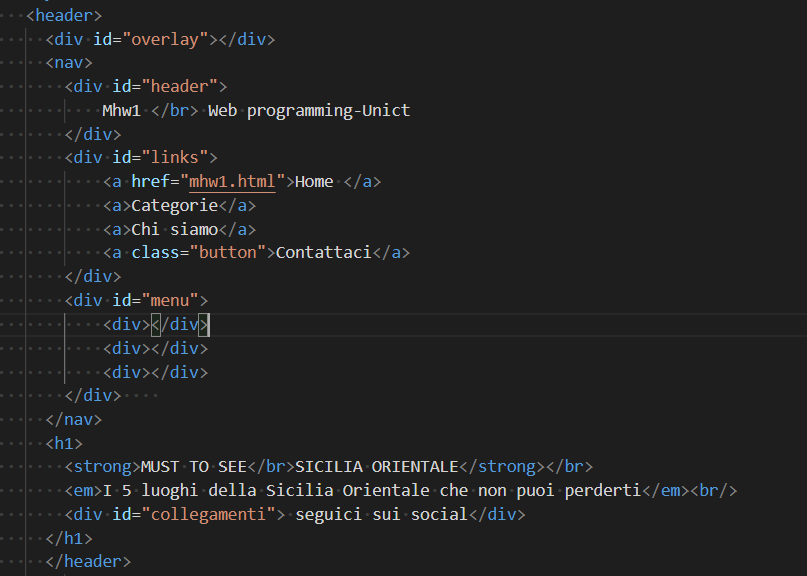 <header>
<div id="overlay"></div>
<nav>
<div id="header">
Mhw1 </br> Web programming-Unict
</div>
<div id="links">
<a href="mhw1.html">Home </a>
<a>Categorie</a>
<a>Chi siamo</a>
<a class="button">Contattaci</a>
</div>
<div id="menu">
<div></div>
<div></div>
<div></div>
</div>
</nav>
<h1>
<strong>MUST TO SEE</br>SICILIA ORIENTALE</strong></br>
<em>I 5 luoghi della Sicilia Orientale che non puoi perderti</em><br/>
<div id="collegamenti"> seguici sui social</div>
</h1>
</header>